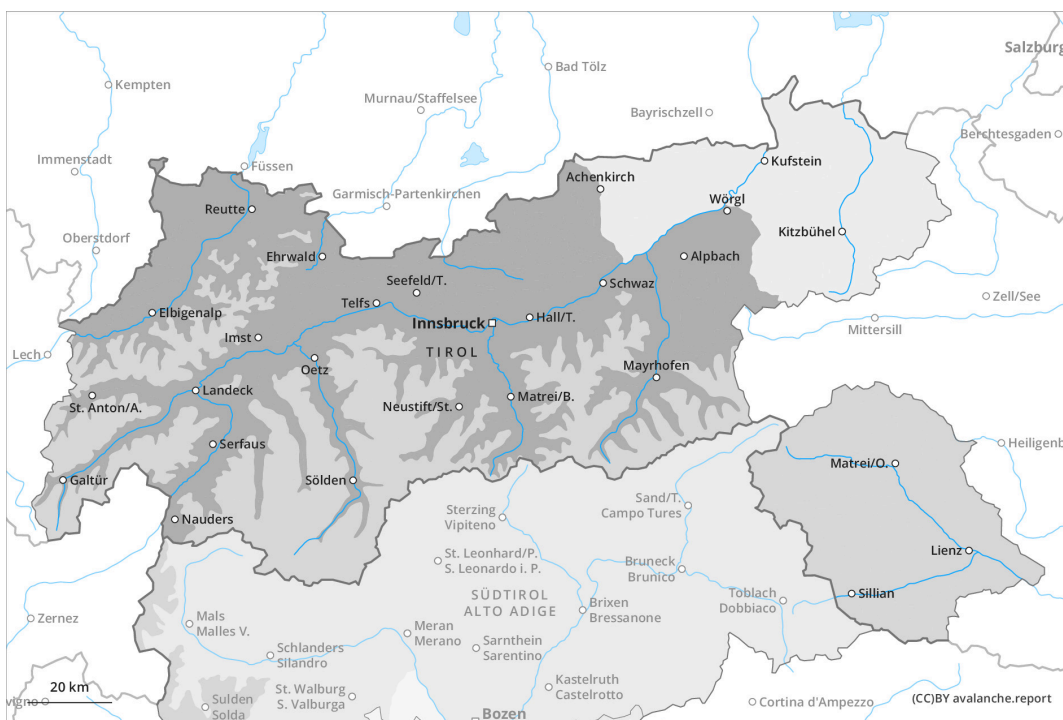 Salzburg
Bad Tölz
Kempten
Murnau/Staffelsee
Bayrischzell
Berchtesgaden
Immenstadt
Füssen
Kufstein
Garmisch-Partenkirchen
Achenkirch
Reutte
Wörgl
Kitzbühel
Oberstdorf
Ehrwald
Alpbach
Seefeld/T.
Schwaz
Zell/See
Telfs
Elbigenalp
Hall/T.
Innsbruck
Mittersill
Imst
Lech
TIROL
Oetz
Mayrhofen
Landeck
St. Anton/A.
Neustift/St.
Matrei/B.
Serfaus
Heiligenb
Matrei/O.
Galtür
Sölden
Sand/T.
Campo Tures
Nauders
Sterzing
Vipiteno
Lienz
St. Leonhard/P.
S. Leonardo i. P.
Bruneck
Brunico
Sillian
SÜDTIROL
ALTO ADIGE
Toblach
Dobbiaco
Brixen
Bressanone
Zernez
Mals
Malles V.
Meran
Merano
Sarnthein
Sarentino
Schlanders
Silandro
20 km
Kastelruth
Castelrotto
St. Walburg
S. Valburga
vigno
Sulden
Solda
Cortina d'Ampezzo
(CC)BY avalanche.report
Bozen